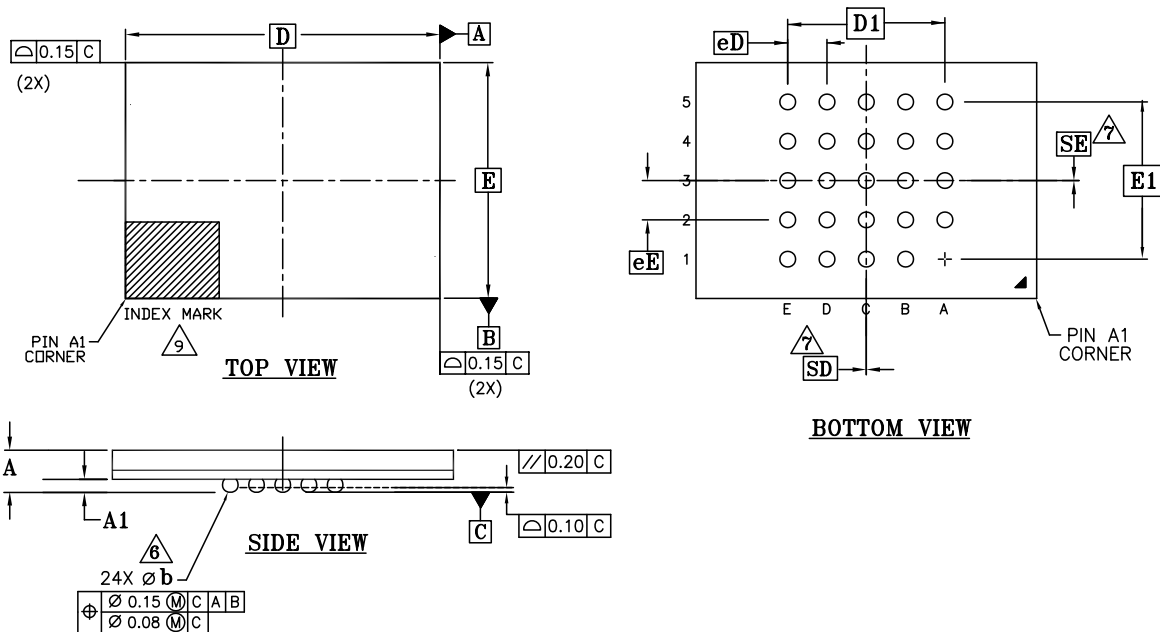 D
A
⌓ 0.15 C
(2X)
E
INDEX MARK
9
PIN A1
CORNER
B
⌓ 0.15 C
(2X)
TOP VIEW
D1
eD
5
4
3
2
1
SE
7
E1
eE
E D C B A
7
SD
PIN A1
CORNER
BOTTOM VIEW
A
A1
// 0.20 C
C
⌓ 0.10 C
SIDE VIEW
6
24X Ø b
⌖ Ø 0.15 Ⓜ C A B
Ø 0.08 Ⓜ C